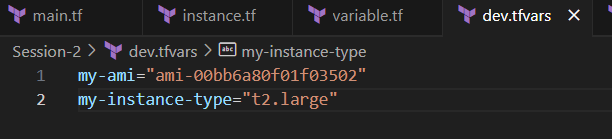 main.tf instance.tf variable.tf dev.tfvars
Session-2 > dev.tfvars > abc my-instance-type
1 my-ami="ami-00bb6a80f01f03502"
2 my-instance-type="t2.large"